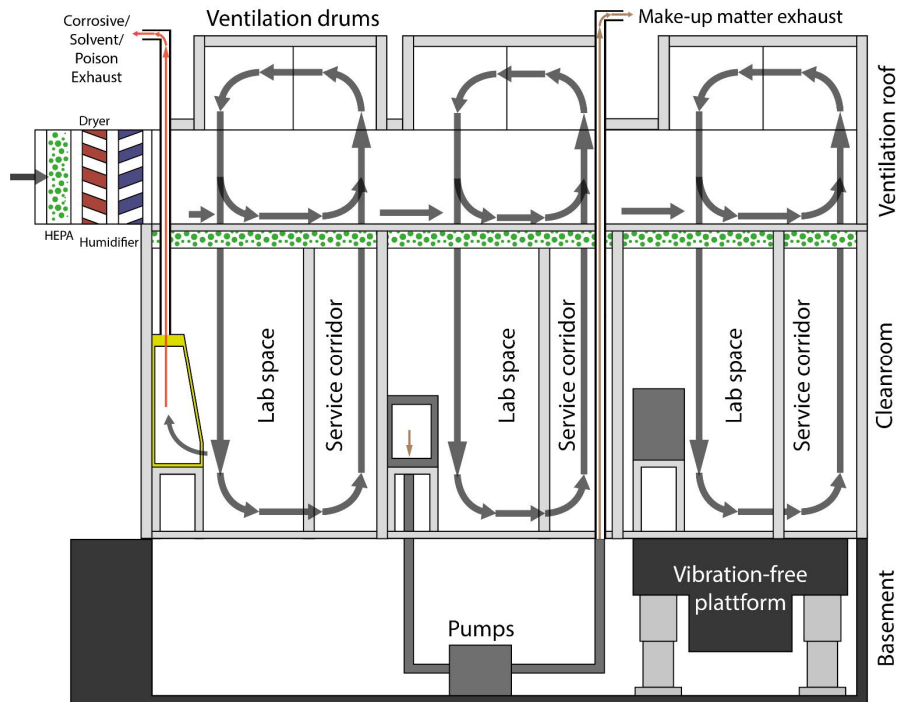 Corrosive/
Solvent/
Poison
Exhaust
Ventilation drums
Make-up matter exhaust
Dryer
HEPA
Humidifier
Ventilation roof
Lab space
Service corridor
Lab space
Service corridor
Lab space
Service corridor
Cleanroom
Pumps
Vibration-free
plattform
Basement